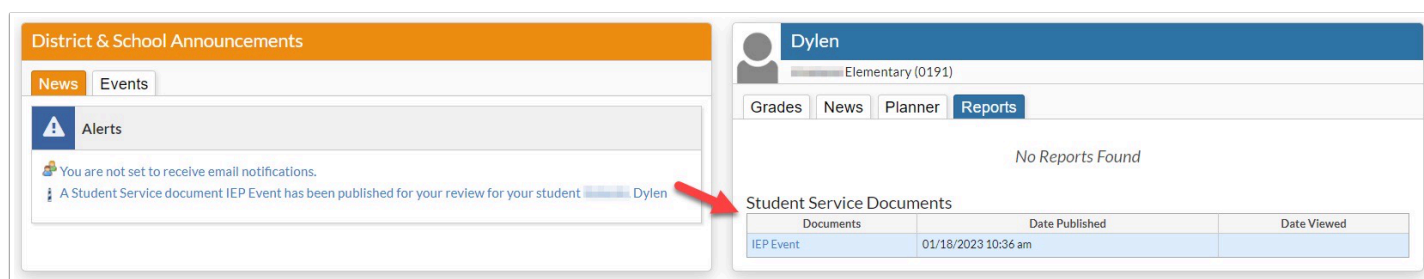 District & School Announcements
News Events
Alerts
You are not set to receive email notifications.
A Student Service document IEP Event has been published for your review for your student Dylen
Dylen
Elementary (0191)
Grades News Planner Reports
No Reports Found
Student Service Documents
Documents Date Published Date Viewed
IEP Event 01/18/2023 10:36 am